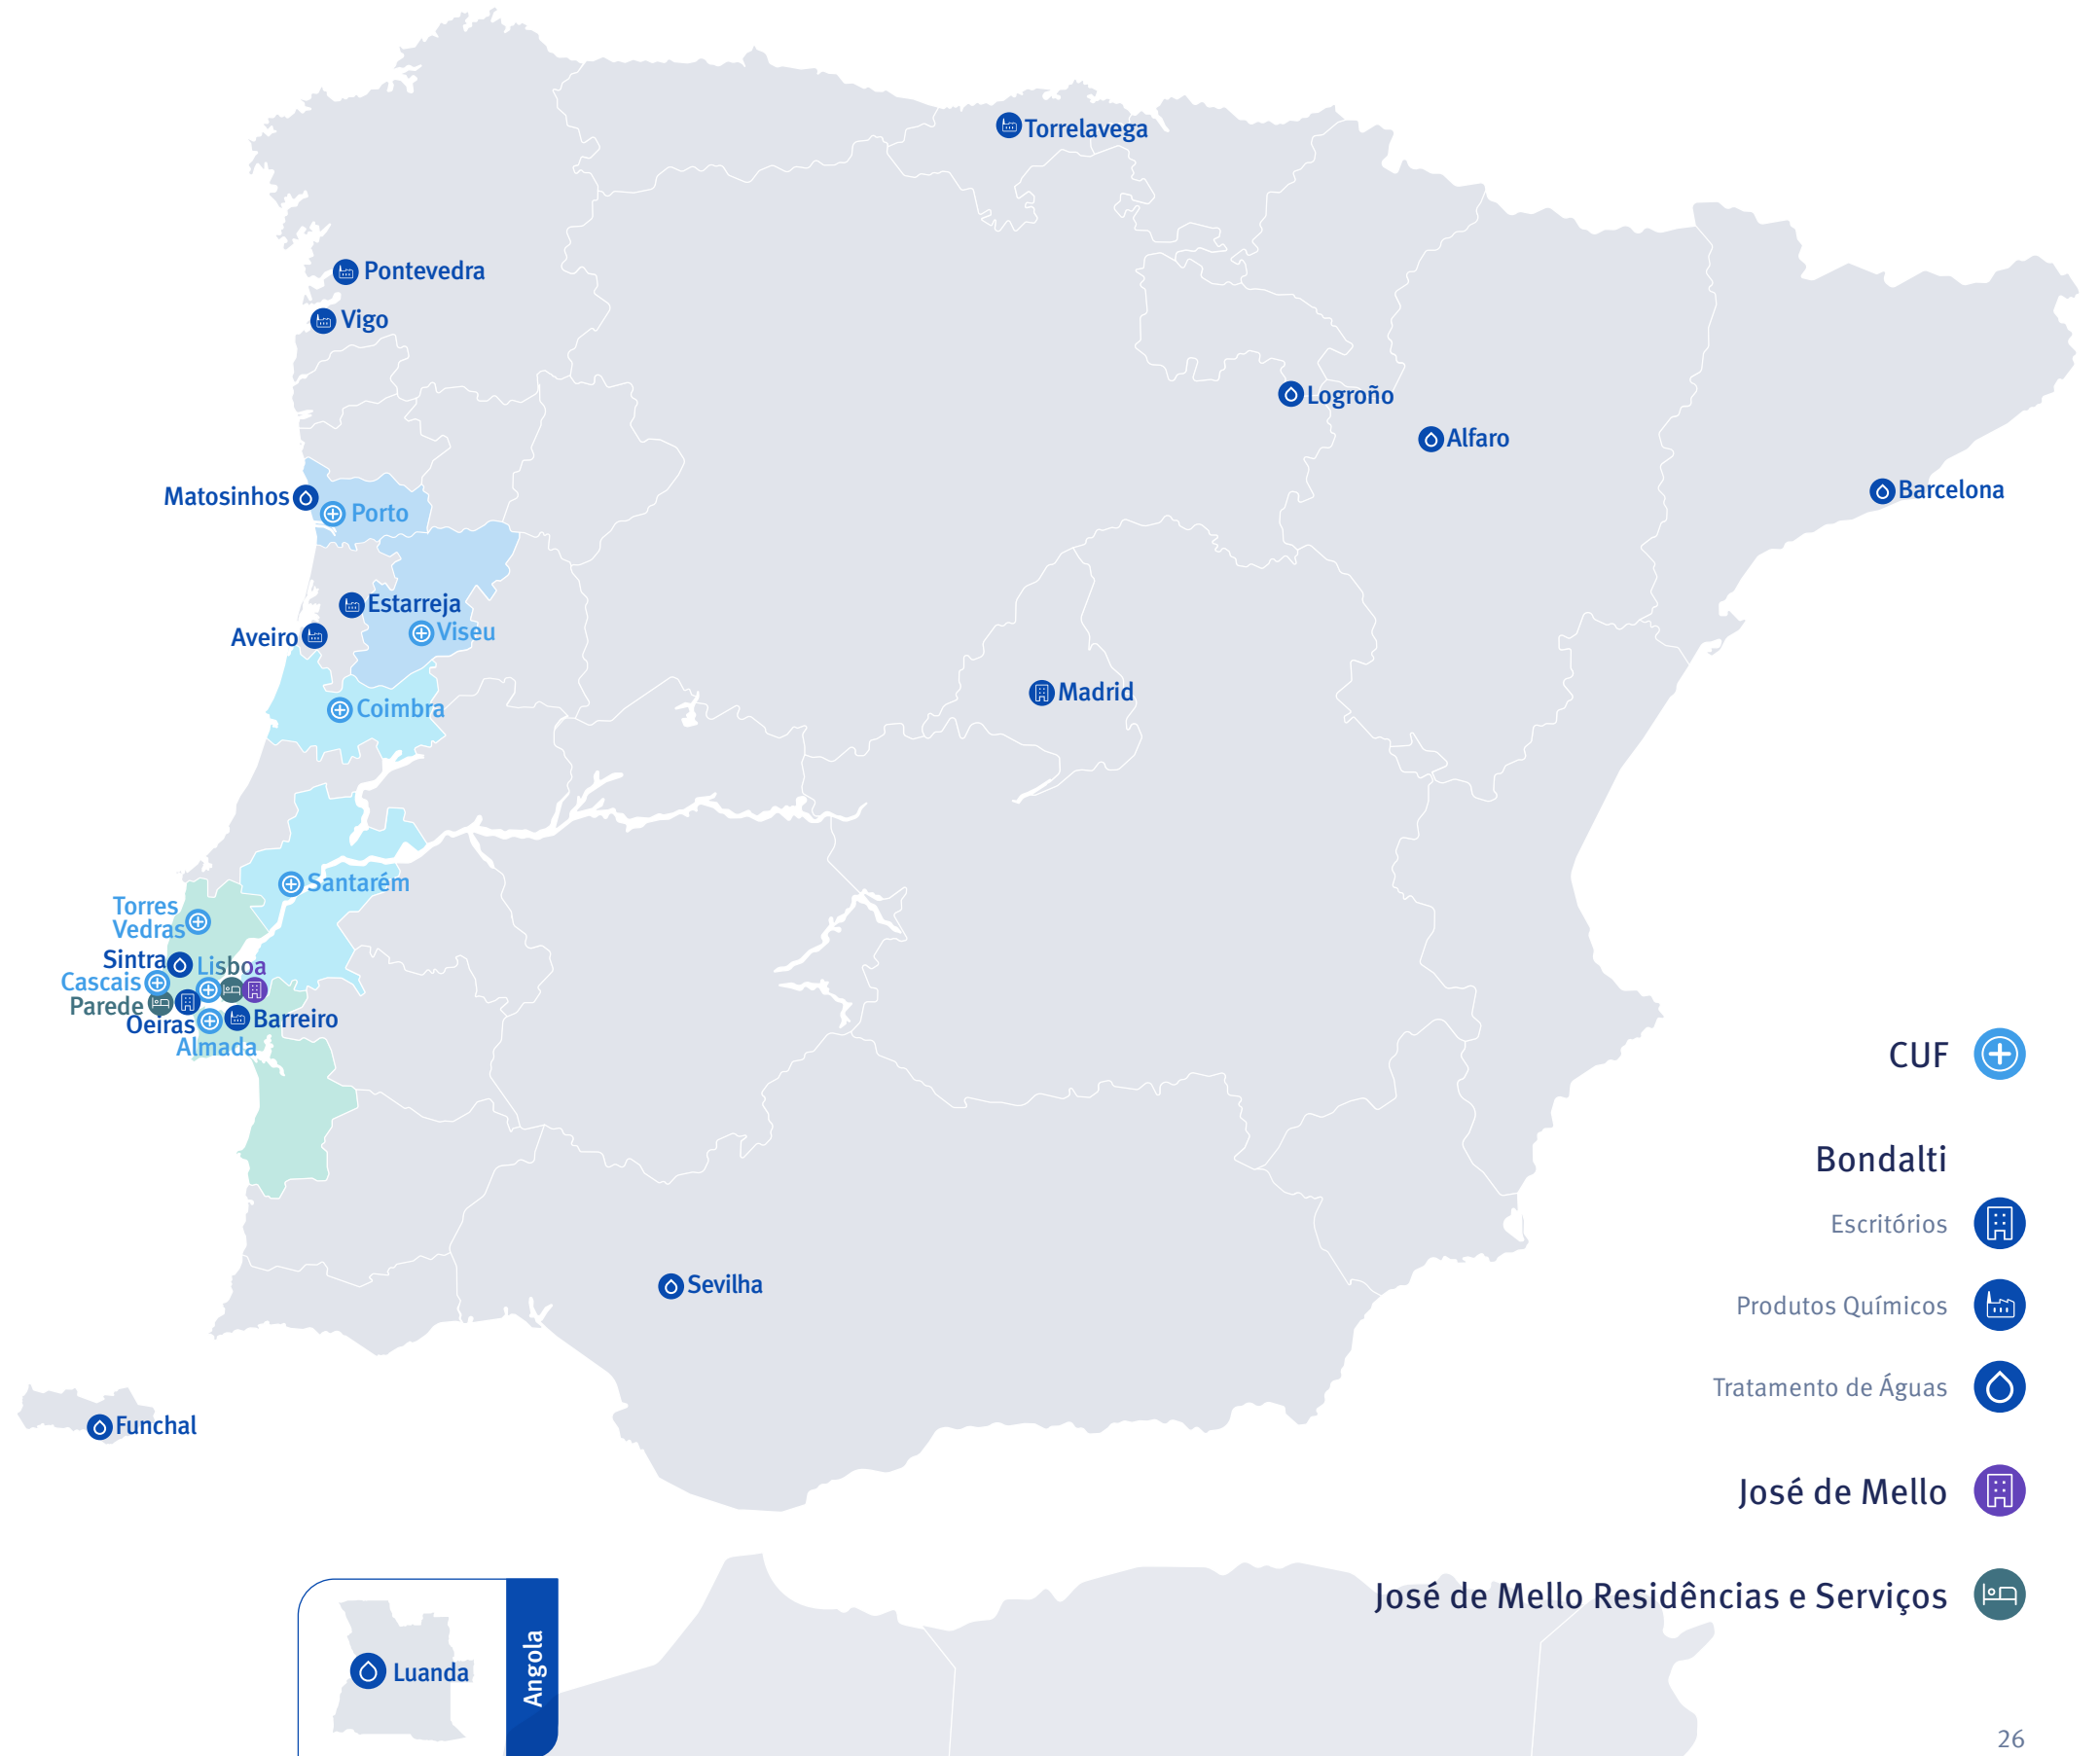 Torrelavega
Pontevedra
Vigo
Logroño
Alfaro
Barcelona
Matosinhos
Porto
Estarreja
Viseu
Aveiro
Madrid
Coimbra
Santarém
Torres
Vedras
Sintra
Lisboa
Cascais
Parede
Oeiras
Barreiro
Almada
CUF
Bondalti
Escritórios
Produtos Químicos
Sevilha
Tratamento de Águas
Funchal
José de Mello
José de Mello Residências e Serviços
Luanda
Angola
26